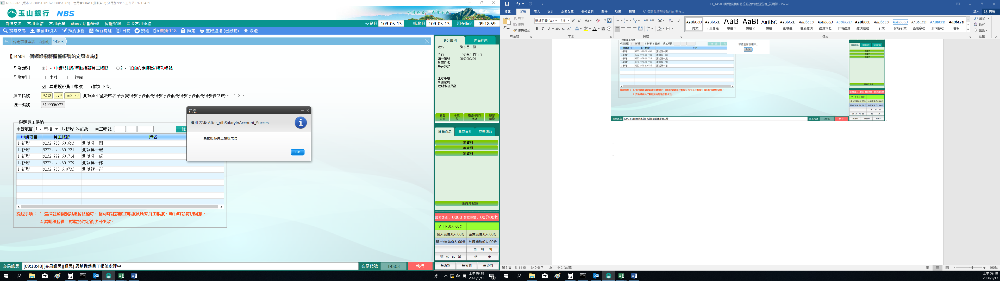 NBS-uat2 (版本:2020051201.b2020051201) 使用者:00411(測試483) 分行別:9915 工作站:L9712A21
玉山銀行 | NBS
心清如玉, 義重如山
自選交易 常用連結 常用表單 商品 / 活動管理 智能客服 消金常用連結
交易日 109-05-13 帳務日 109-05-13 現在時間 09:18:59
搜尋交易 帳號ID引入 預約服務 蒞行提醒 日誌 授權 廣播:118 鎖定 重啟週邊 (已啟動) 簽退
約定事項申請 自動化 14503
【14503 個網銀撥薪櫃檯帳號約定暨查詢】
作業類別 1 - 申請/註銷/異動撥薪員工帳號 2 - 查詢約定轉出/轉入帳號
作業項目 申請 註銷
異動撥薪員工帳號 (詳如下表)
雇主帳號 9232 979 568239 測試黃七盈我的名子要變很長很長很長很長很長很長很長很長很長很長到放不下１２３
統一編號 A199006533
撥薪員工帳號
申請項目 1 - 新增 1-新增 2-註銷 員工帳號 確
申請項目 員工帳號 戶名
1-新增 9232-968-601693 測試吳一閱
1-新增 9232-979-601721 測試吳一歲
1-新增 9232-979-601714 測試吳一成
1-新增 9232-979-601739 測試吳一律
1-新增 9232-968-610735 測試顏一宙
提醒事項： 1.選擇註銷個網銀撥薪櫃檯時，會同時註銷雇主帳號及所有員工帳號，執行時請特別留意。
2.異動撥薪員工帳號於約定後次日生效。
訊息
模組名稱: After_pibSalaryInAccount_Success
異動撥薪員工帳號成功
Ok
交易訊息 [09:18:48][交易訊息][訊息] 異動撥薪員工帳號處理中
交易代號 14503 執行
身分識別 產品往來
姓名 測試呂一鼠
生日 1999年01月01日
統一編號 D199000329
理專姓名
身分註記
注意事項
簡訊密碼
近期事故異動
顧客資訊 手續費 通路/共同行銷 顧客影像
推薦商品 重要事件 互動記錄
無資料
無資料
無資料
一般轉介登錄
服務號碼： 0000 等候時間： 00分00秒
ＶＩＰ:0人 00分
個人交易:0人 00分 企業交易:0人 00分
開戶/申請:0人 00分 外匯業務:0人 00分
再 呼 叫
預 約 叫 號 結 束
無資料 無資料 無資料
英 上午 09:18
2020/5/13
3
F1_14503個網銀撥薪櫃檯帳號約定暨查詢_黃琬婷 - Word
檔案 常用 插入 設計 版面配置 參考資料 郵件 校閱 檢視 告訴我您想要執行的動作... 登入 共用
貼上 剪下 複製 複製格式
新細明體 (本文 13.5
AaBbCcD 內文 AaBbCcD 無間距 AaB 標題 1 AaBl 標題 2 AaBbC 標題 AaBbCcD 副標題 AaBbCcD 區別強調 AaBbCcD 強調斜體 AaBbCcD 鮮明強調 AaBbCcD 強調粗體 AaBbCcD 引文 AaBbCcD 鮮明引文 AaBbCcD 區別參考 AaBbCcD 鮮明參考 AaBbCcD 書名
尋找 取代 選取
剪貼簿 字型 段落 樣式 編輯
撥薪員工帳號
申請項目 1 - 新增 1-新增 2-註銷 員工帳號
申請項目 員工帳號 戶名
1-新增 9232-968-601693 測試吳一閱
1-新增 9232-979-601721 測試吳一歲
1-新增 9232-979-601714 測試吳一成
1-新增 9232-979-601739 測試吳一律
1-新增 9232-968-610735 測試顏一宙
等待主管授權中...
取消
提醒事項： 1.選擇註銷個網銀撥薪櫃檯時，會同時註銷雇主帳號及所有員工帳號，執行時請特別留意。
2.異動撥薪員工帳號於約定後次日生效。
推薦商品 重要事件 互動記錄
無資料
無資料
無資料
一般轉介登錄
服務號碼： 0000 等候時間： 00分00秒
ＶＩＰ:0人 00分
個人交易:0人 00分 企業交易:0人 00分
開戶/申請:0人 00分 外匯業務:0人 00分
再 呼 叫
預 約 叫 號 結 束
交易訊息 [09:18:11][交易訊息][訊息] 請選擇授權主管 交易代號 14503 執行 無資料 無資料 無資料
第 5 頁，共 11 頁 340 個字 中文 (台灣) 190%
上午 09:18
2020/5/13